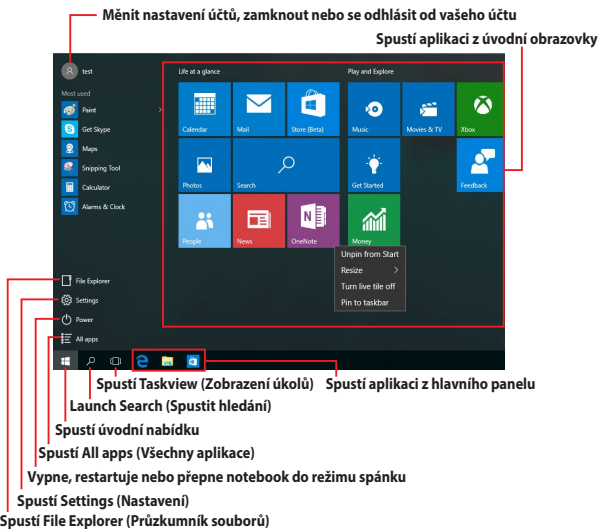 Měnit nastavení účtů, zamknout nebo se odhlásit od vašeho účtu
Spustí aplikaci z úvodní obrazovky
test
Life at a glance
Play and Explore
Most used
Paint
Get Skype
Maps
Snipping Tool
Calculator
Alarms & Clock
Calendar
Mail
Store (Beta)
Music
Movies & TV
Xbox
Photos
Search
Get Started
Feedback
People
News
OneNote
Money
Unpin from Start
Resize
Turn live tile off
Pin to taskbar
File Explorer
Settings
Power
All apps
Spustí Taskview (Zobrazení úkolů)
Spustí aplikaci z hlavního panelu
Launch Search (Spustit hledání)
Spustí úvodní nabídku
Spustí All apps (Všechny aplikace)
Vypne, restartuje nebo přepne notebook do režimu spánku
Spustí Settings (Nastavení)
Spustí File Explorer (Průzkumník souborů)